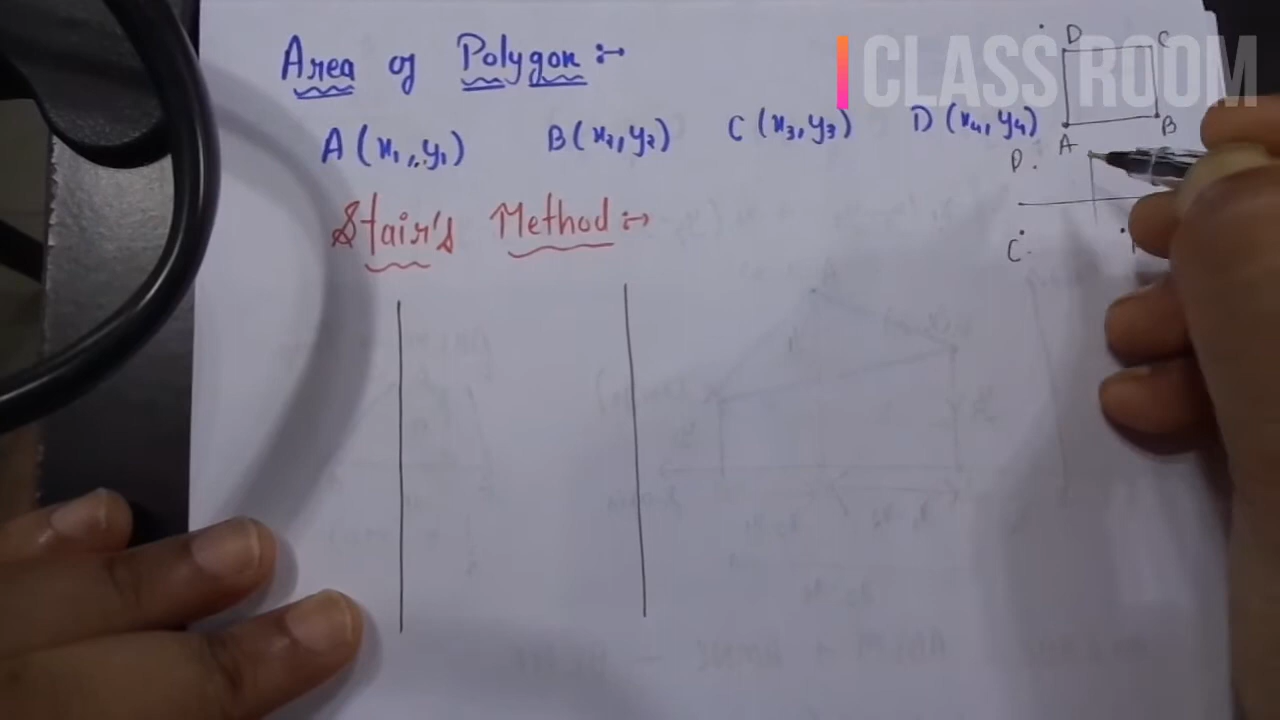 CLASS ROOM
Area of Polygon :→
D C
A B
A (x₁, y₁) B (x₂, y₂) C (x₃, y₃) D (x₄, y₄)
D
Stair's Method :→
C